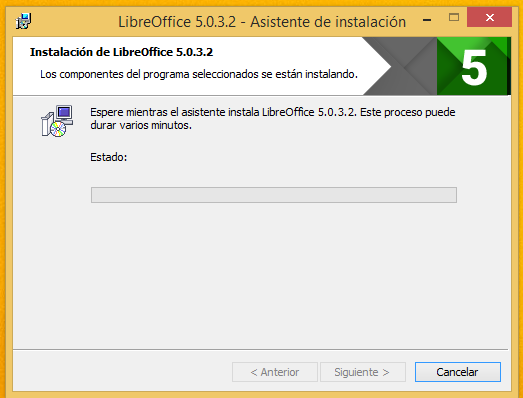 LibreOffice 5.0.3.2 - Asistente de instalación
Instalación de LibreOffice 5.0.3.2
Los componentes del programa seleccionados se están instalando.
5
Espere mientras el asistente instala LibreOffice 5.0.3.2. Este proceso puede
durar varios minutos.
Estado:
< Anterior
Siguiente >
Cancelar